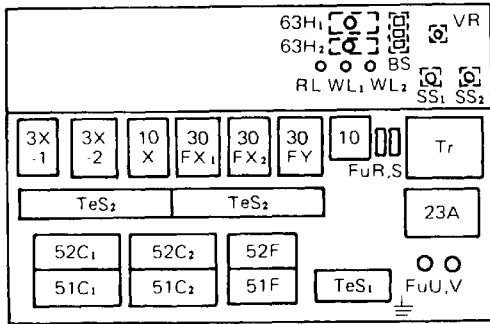 63H₁ VR
63H₂
BS
RL WL₁ WL₂ SS₁ SS₂
3X -1 3X -2 10 X 30 FX₁ 30 FX₂ 30 FY 10 Tr
FuR,S
TeS₂ TeS₂ 23A
52C₁ 52C₂ 52F
51C₁ 51C₂ 51F TeS₁ FuU,V